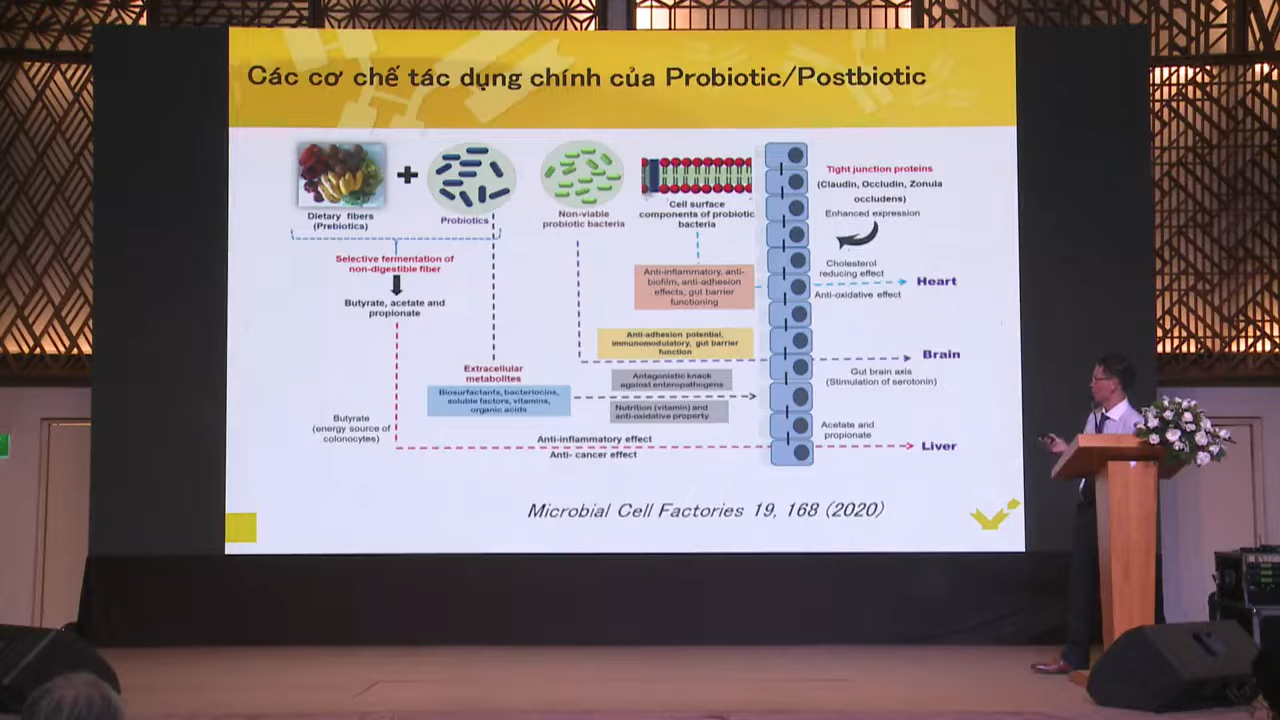 Các cơ chế tác dụng chính của Probiotic/Postbiotic
Dietary fibers
(Prebiotics)
Probiotics
Non-viable
probiotic bacteria
Cell surface
components of probiotic
bacteria
Tight junction proteins
(Claudin, Occludin, Zonula
occludens)
Enhanced expression
Selective fermentation of
non-digestible fiber
Butyrate, acetate and
propionate
Anti-inflammatory, anti-
biofilm, anti-adhesion
effects, gut barrier
functioning
Cholesterol
reducing effect
Heart
Anti-oxidative effect
Anti-adhesion potential,
immunomodulatory, gut barrier
function
Brain
Gut brain axis
(Stimulation of serotonin)
Extracellular
metabolites
Biosurfactants, bacteriocins,
soluble factors, vitamins,
organic acids
Antagonistic knack
against enteropathogens
Nutrition (vitamin) and
anti-oxidative property
Butyrate
(energy source of
colonocytes)
Anti-inflammatory effect
Anti- cancer effect
Acetate and
propionate
Liver
Microbial Cell Factories 19, 168 (2020)